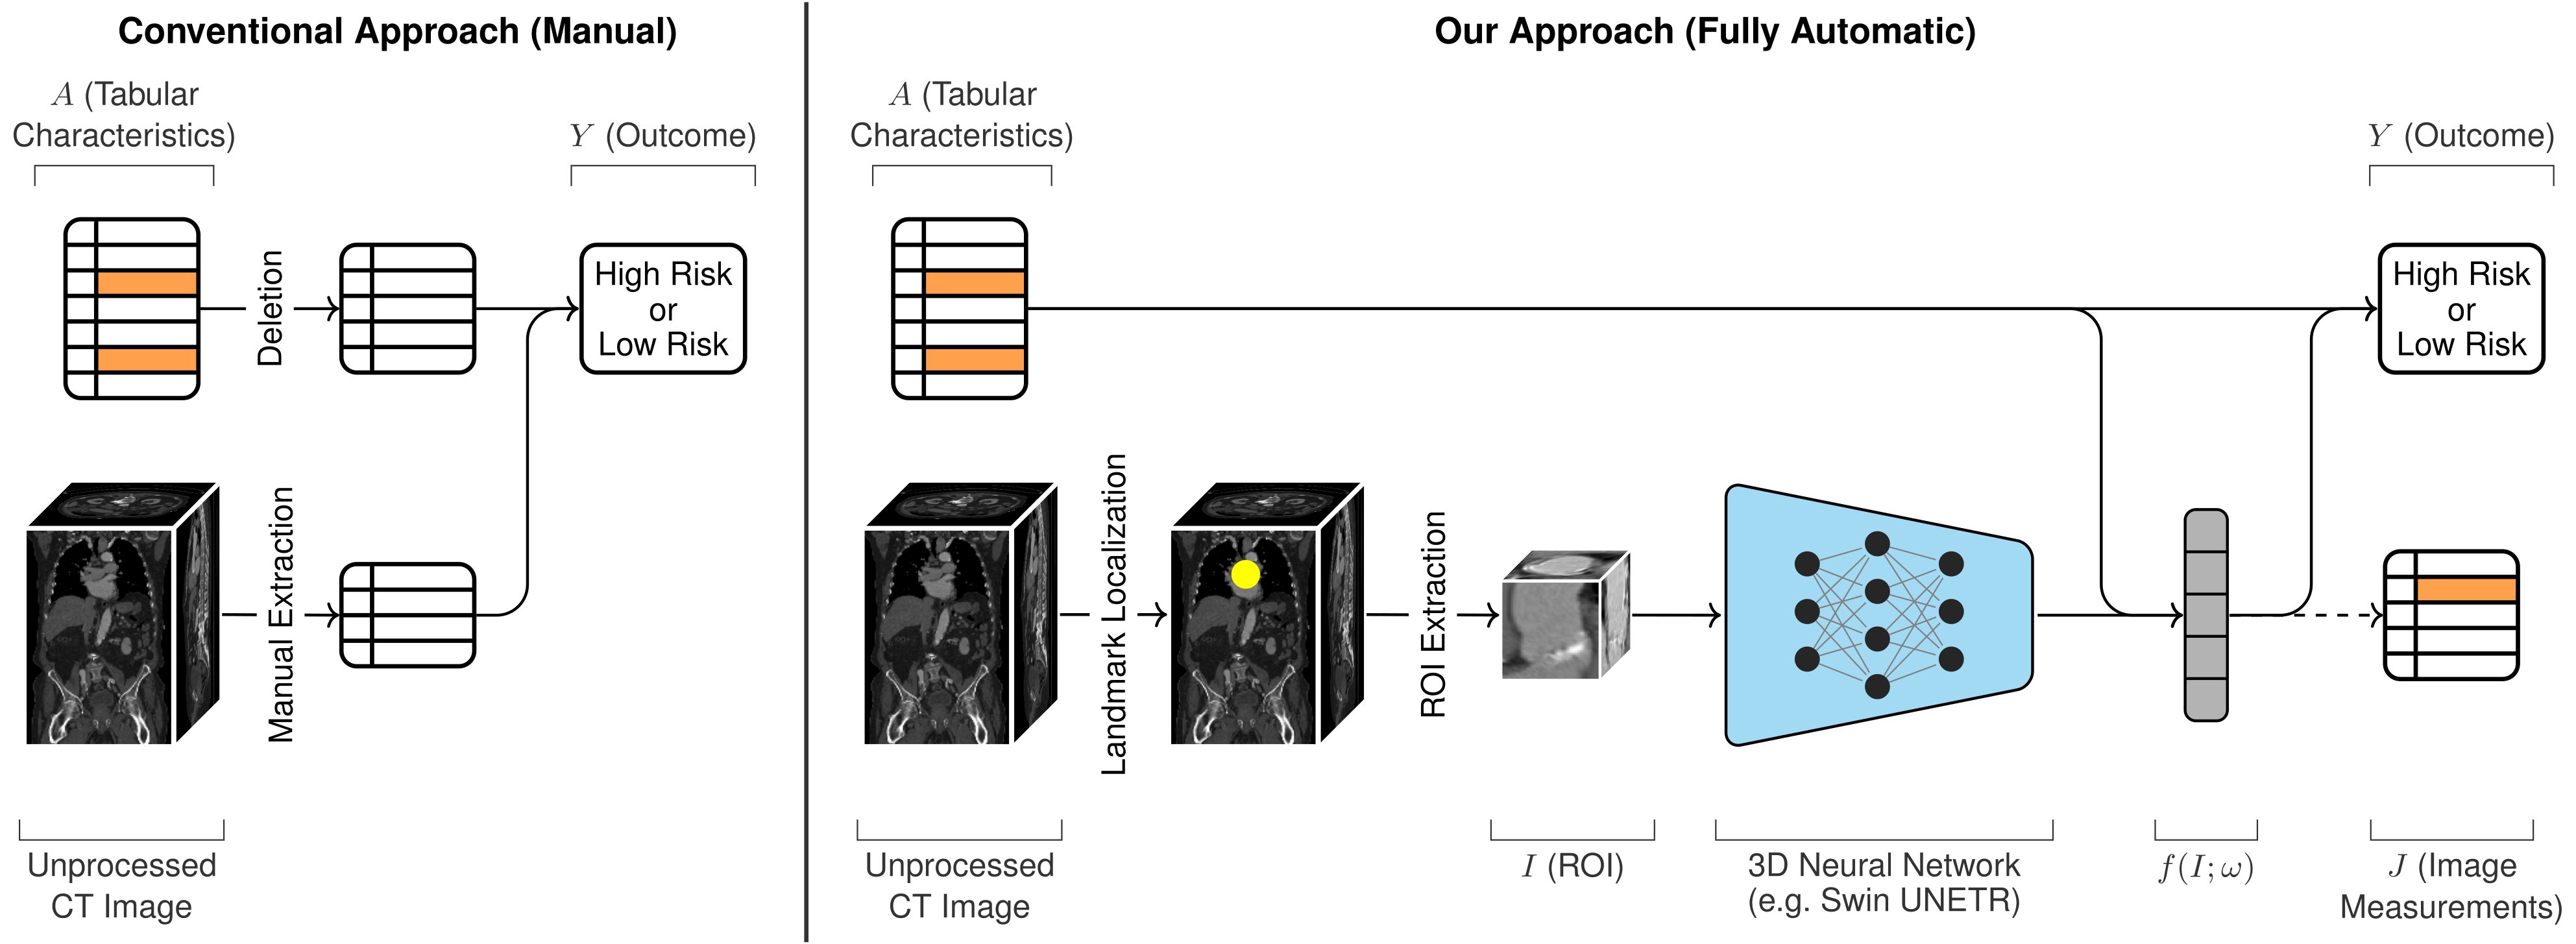 Conventional Approach (Manual)
A (Tabular
Characteristics)
Y (Outcome)
Deletion
High Risk
or
Low Risk
Manual Extraction
Unprocessed
CT Image
Our Approach (Fully Automatic)
A (Tabular
Characteristics)
Y (Outcome)
High Risk
or
Low Risk
Landmark Localization
ROI Extraction
Unprocessed
CT Image
I (ROI)
3D Neural Network
(e.g. Swin UNETR)
f(I; ω)
J (Image
Measurements)